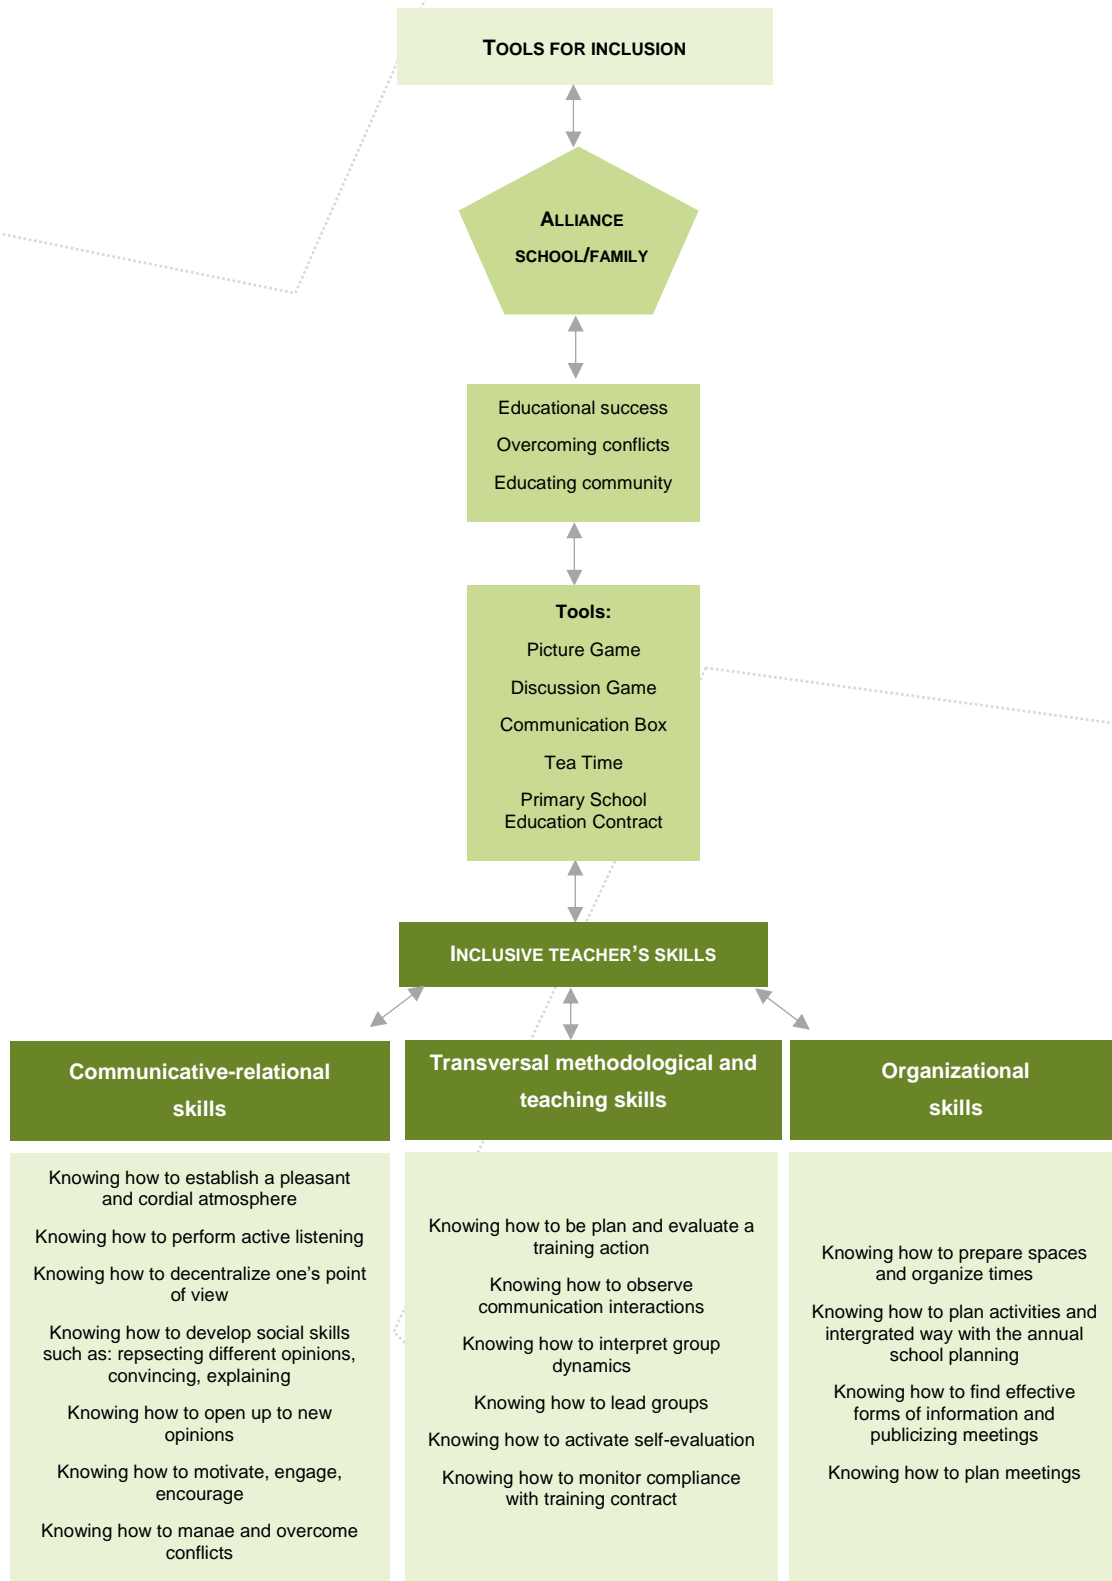 TOOLS FOR INCLUSION
ALLIANCE
SCHOOL/FAMILY
Educational success
Overcoming conflicts
Educating community
Tools:
Picture Game
Discussion Game
Communication Box
Tea Time
Primary School
Education Contract
INCLUSIVE TEACHER’S SKILLS
Communicative-relational
skills
Knowing how to establish a pleasant
and cordial atmosphere
Knowing how to perform active listening
Knowing how to decentralize one’s point
of view
Knowing how to develop social skills
such as: repsecting different opinions,
convincing, explaining
Knowing how to open up to new
opinions
Knowing how to motivate, engage,
encourage
Knowing how to manae and overcome
conflicts
Transversal methodological and
teaching skills
Knowing how to be plan and evaluate a
training action
Knowing how to observe
communication interactions
Knowing how to interpret group
dynamics
Knowing how to lead groups
Knowing how to activate self-evaluation
Knowing how to monitor compliance
with training contract
Organizational
skills
Knowing how to prepare spaces
and organize times
Knowing how to plan activities and
intergrated way with the annual
school planning
Knowing how to find effective
forms of information and
publicizing meetings
Knowing how to plan meetings